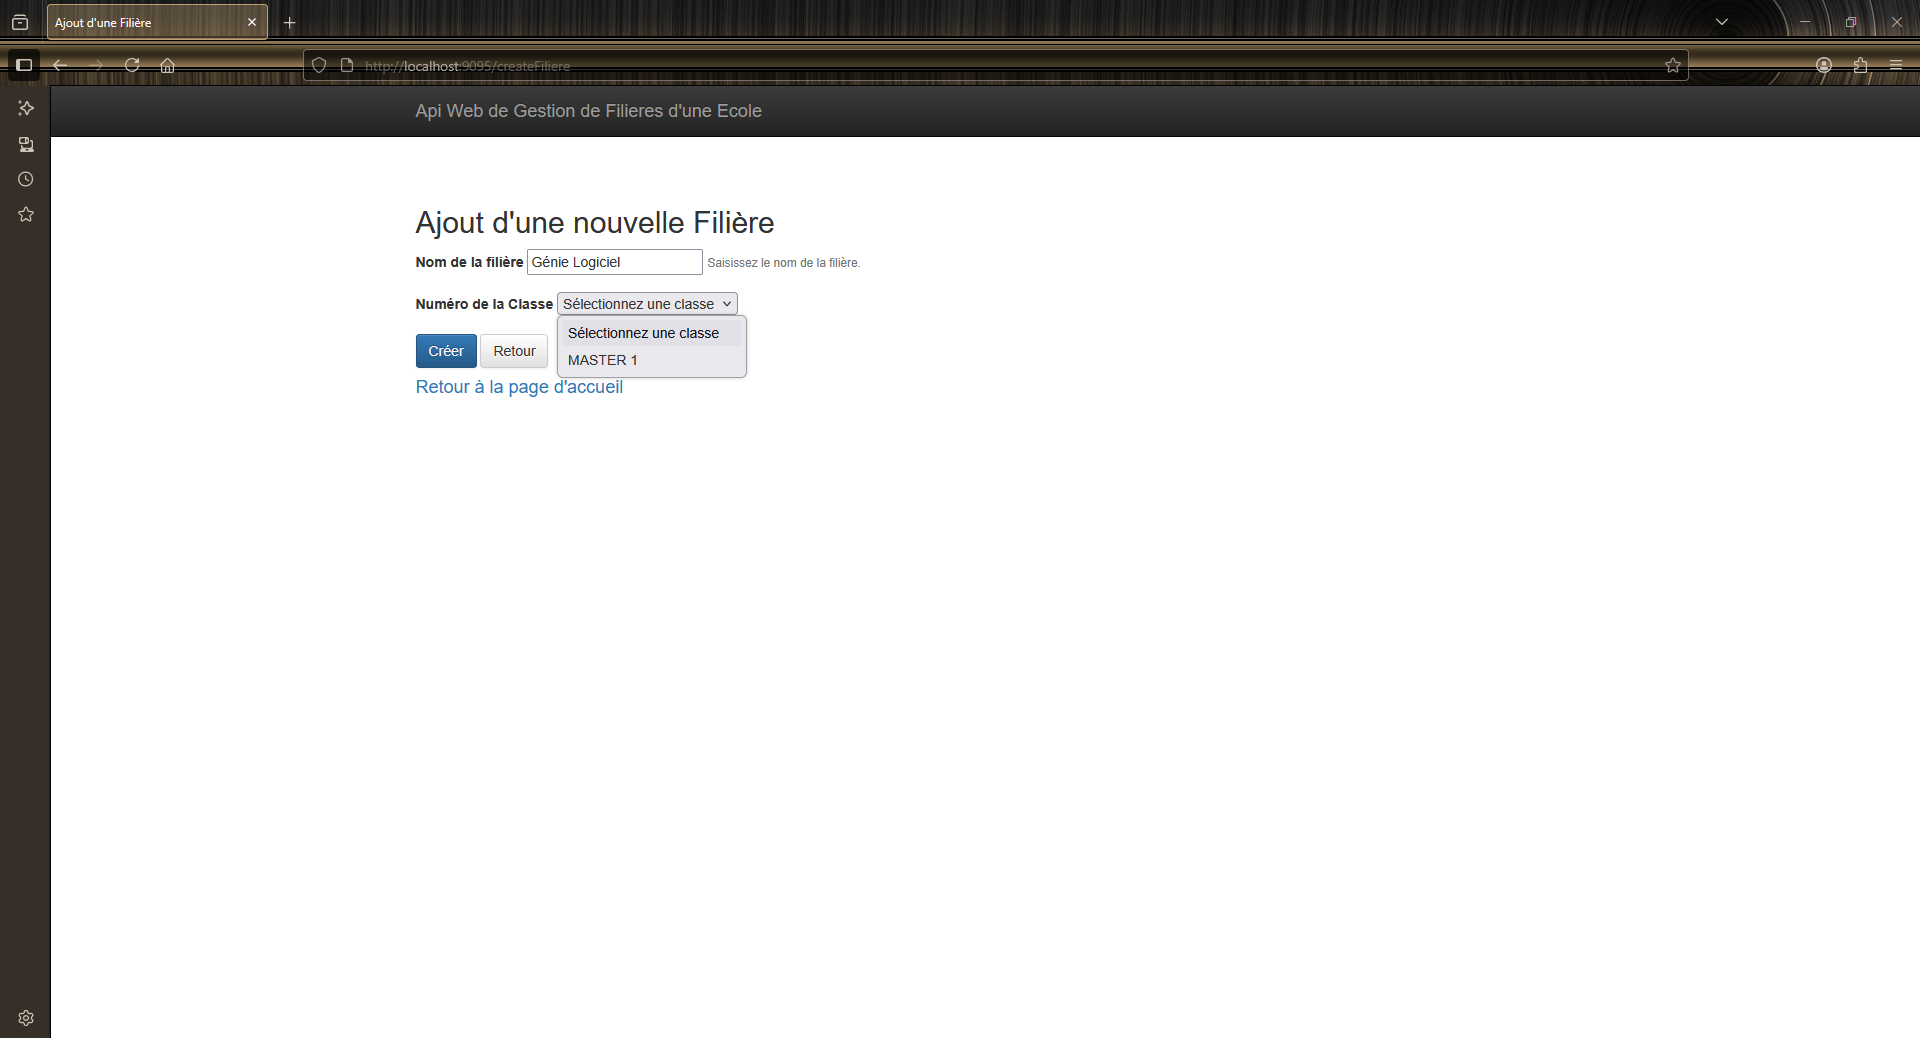 Ajout d'une Filière
http://localhost:9095/createFiliere
Api Web de Gestion de Filieres d'une Ecole
Ajout d'une nouvelle Filière
Nom de la filière Génie Logiciel Saisissez le nom de la filière.
Numéro de la Classe Sélectionnez une classe
Sélectionnez une classe
MASTER 1
Créer Retour
Retour à la page d'accueil